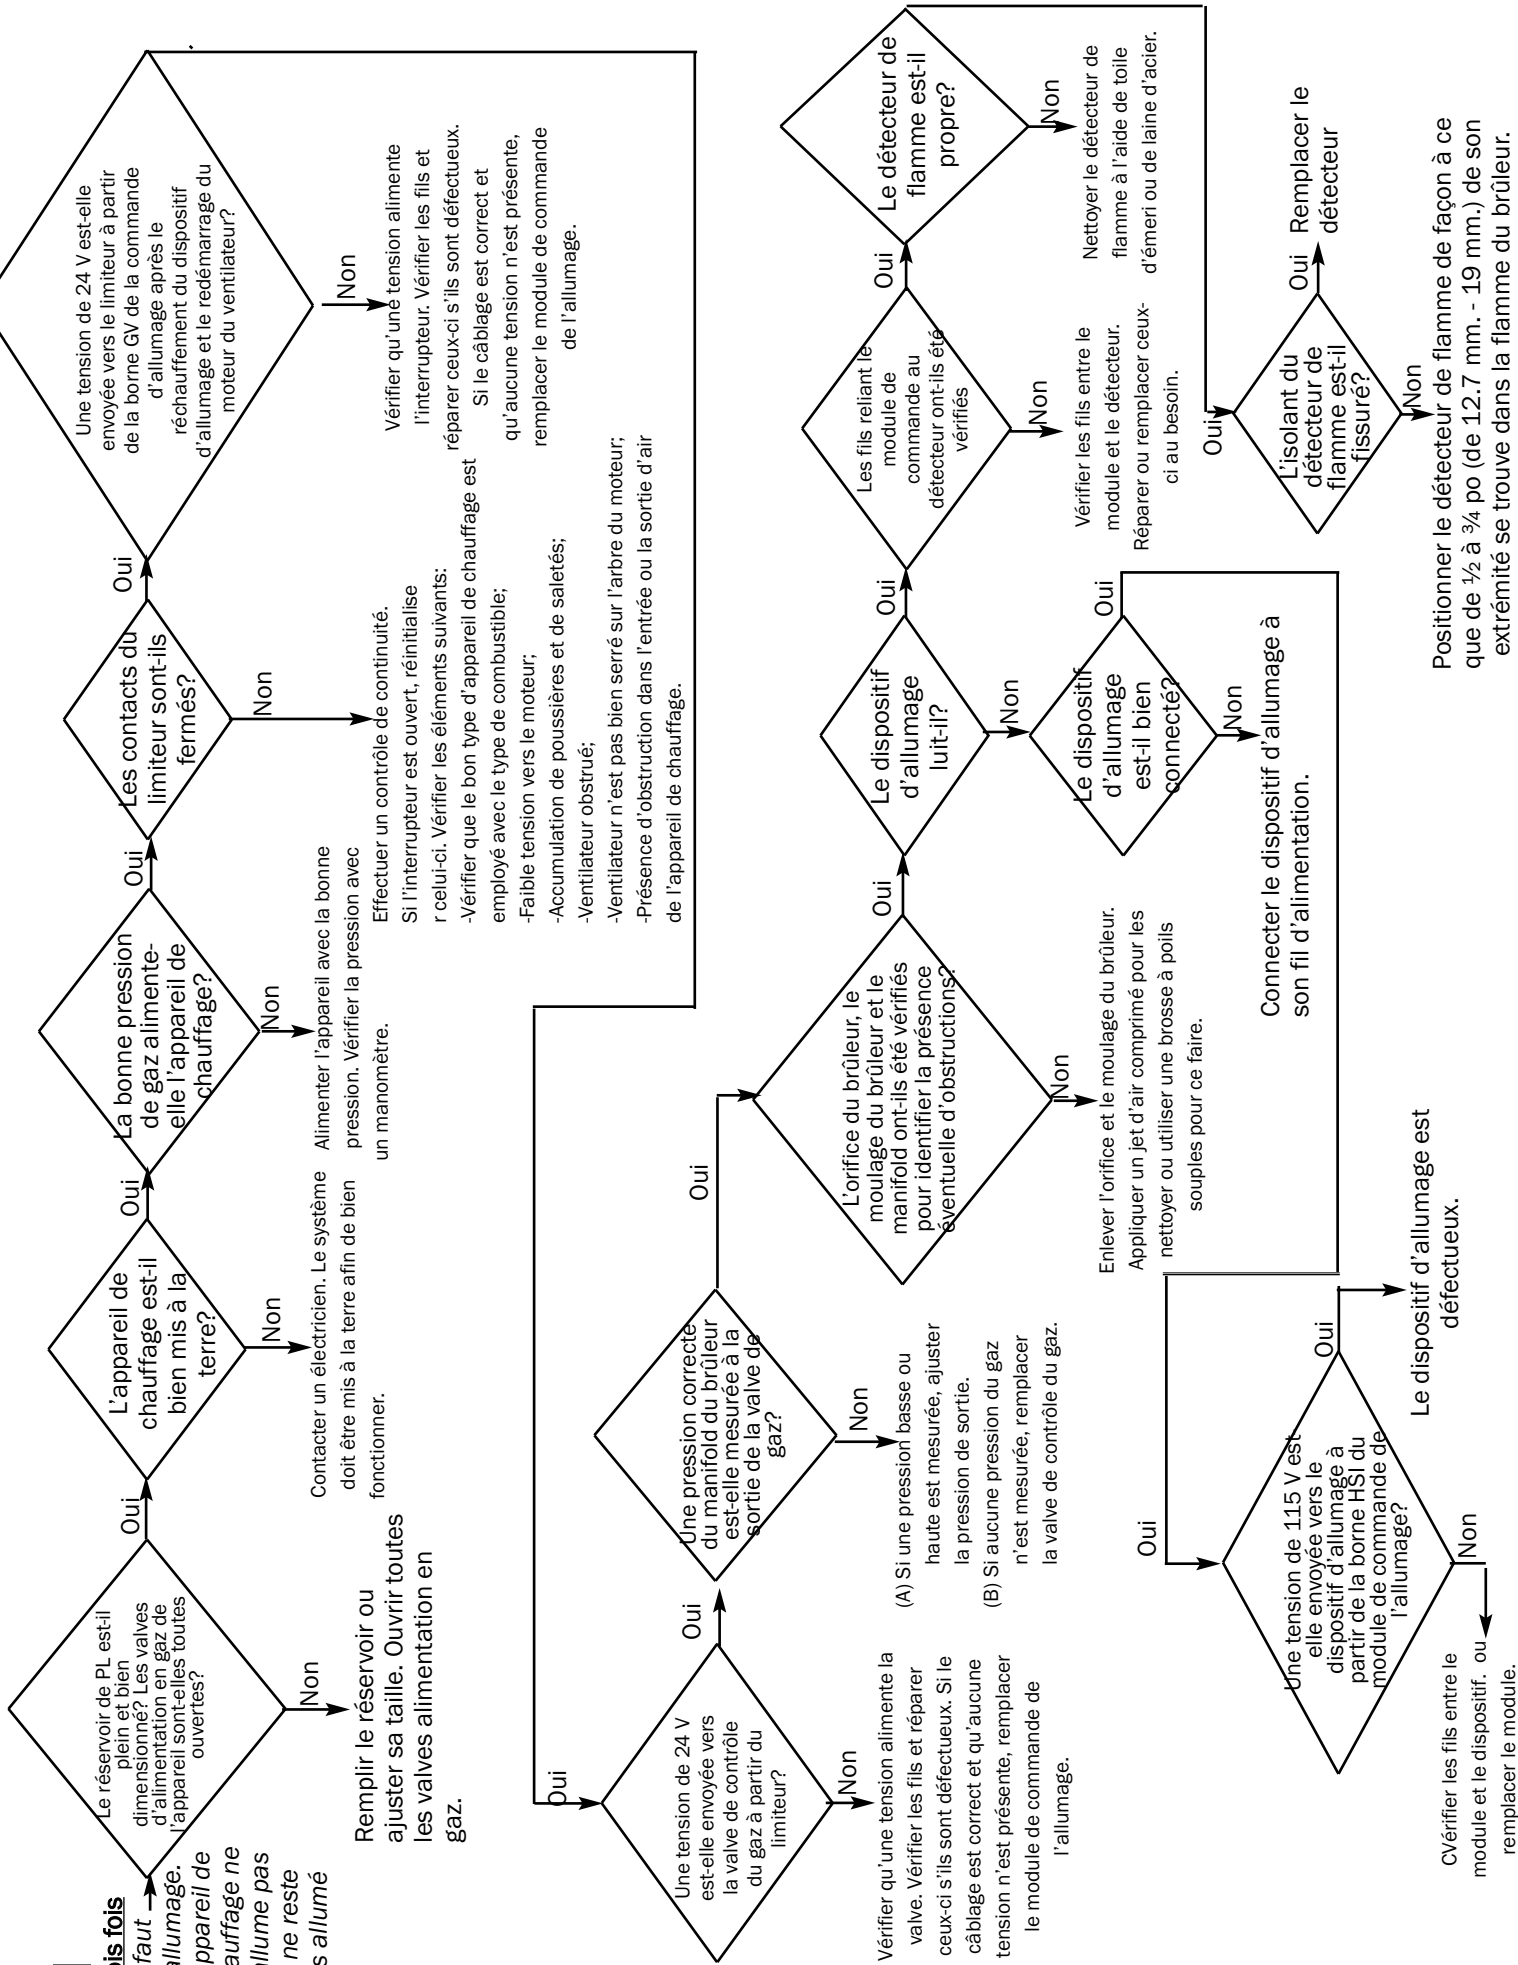 ois fois
faut
allumage.
ppareil de
auffage ne
allume pas
ne reste
s allumé
Le réservoir de PL est-il
plein et bien
dimensionné? Les valves
d'alimentation en gaz de
l'appareil sont-elles toutes
ouvertes?
Oui
Non
Remplir le réservoir ou
ajuster sa taille. Ouvrir toutes
les valves alimentation en
gaz.
L'appareil de
chauffage est-il
bien mis à la
terre?
Oui
Non
Contacter un électricien. Le système
doit être mis à la terre afin de bien
fonctionner.
La bonne pression
de gaz alimente-
elle l'appareil de
chauffage?
Oui
Non
Alimenter l'appareil avec la bonne
pression. Vérifier la pression avec
un manomètre.
Les contacts du
limiteur sont-ils
fermés?
Oui
Non
Effectuer un contrôle de continuité.
Si l'interrupteur est ouvert, réinitialise
r celui-ci. Vérifier les éléments suivants:
-Vérifier que le bon type d'appareil de chauffage est
employé avec le type de combustible;
-Faible tension vers le moteur;
-Accumulation de poussières et de saletés;
-Ventilateur obstrué;
-Ventilateur n'est pas bien serré sur l'arbre du moteur;
-Présence d'obstruction dans l'entrée ou la sortie d'air
de l'appareil de chauffage.
Une tension de 24 V est-elle
envoyée vers le limiteur à partir
de la borne GV de la commande
d'allumage après le
réchauffement du dispositif
d'allumage et le redémarrage du
moteur du ventilateur?
Non
Vérifier qu'une tension alimente
l'interrupteur. Vérifier les fils et
réparer ceux-ci s'ils sont défectueux.
Si le câblage est correct et
qu'aucune tension n'est présente,
remplacer le module de commande
de l'allumage.
Oui
Une tension de 24 V
est-elle envoyée vers
la valve de contrôle
du gaz à partir du
limiteur?
Oui
Non
Vérifier qu'une tension alimente la
valve. Vérifier les fils et réparer
ceux-ci s'ils sont défectueux. Si le
câblage est correct et qu'aucune
tension n'est présente, remplacer
le module de commande de
l'allumage.
Une pression correcte
du manifold du brûleur
est-elle mesurée à la
sortie de la valve de
gaz?
Oui
Non
(A) Si une pression basse ou
haute est mesurée, ajuster
la pression de sortie.
(B) Si aucune pression du gaz
n'est mesurée, remplacer
la valve de contrôle du gaz.
L'orifice du brûleur, le
moulage du brûleur et le
manifold ont-ils été vérifiés
pour identifier la présence
éventuelle d'obstructions?
Oui
Non
Enlever l'orifice et le moulage du brûleur.
Appliquer un jet d'air comprimé pour les
nettoyer ou utiliser une brosse à poils
souples pour ce faire.
Le dispositif
d'allumage
luit-il?
Oui
Non
Le dispositif
d'allumage
est-il bien
connecté?
Oui
Non
Connecter le dispositif d'allumage à
son fil d'alimentation.
Les fils reliant le
module de
commande au
détecteur ont-ils été
vérifiés
Oui
Non
Vérifier les fils entre le
module et le détecteur.
Réparer ou remplacer ceux-
ci au besoin.
Le détecteur de
flamme est-il
propre?
Non
Nettoyer le détecteur de
flamme à l'aide de toile
d'émeri ou de laine d'acier.
Oui
L'isolant du
détecteur de
flamme est-il
fissuré?
Oui
Remplacer le
détecteur
Non
Positionner le détecteur de flamme de façon à ce
que de ½ à ¾ po (de 12.7 mm. - 19 mm.) de son
extrémité se trouve dans la flamme du brûleur.
Oui
Une tension de 115 V est
elle envoyée vers le
dispositif d'allumage à
partir de la borne HSI du
module de commande de
l'allumage?
Oui
Le dispositif d'allumage est
défectueux.
Non
CVérifier les fils entre le
module et le dispositif. ou
remplacer le module.